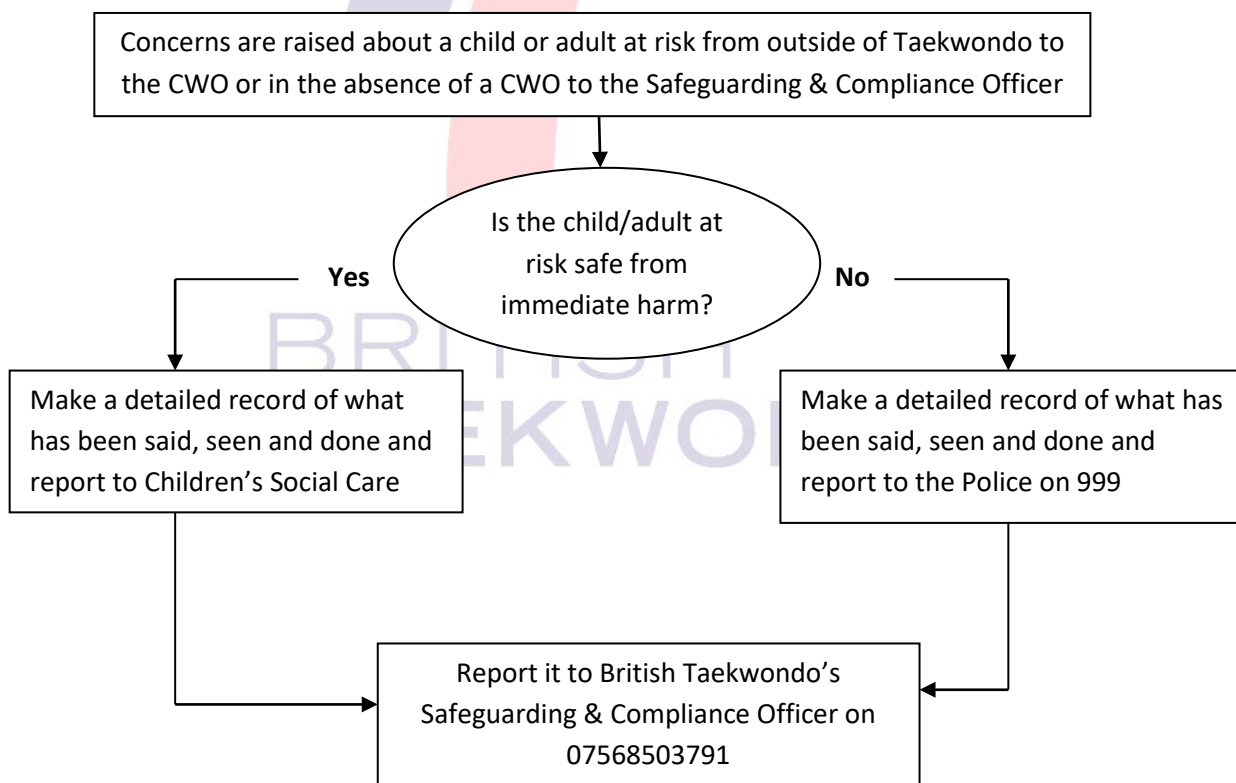 Concerns are raised about a child or adult at risk from outside of Taekwondo to
the CWO or in the absence of a CWO to the Safeguarding & Compliance Officer
Is the child/adult at
risk safe from
immediate harm?
Yes
No
BRITISH
Make a detailed record of what
has been said, seen and done and
report to Children’s Social Care
Make a detailed record of what has
been said, seen and done and
report to the Police on 999
EKWON
Report it to British Taekwondo’s
Safeguarding & Compliance Officer on
07568503791